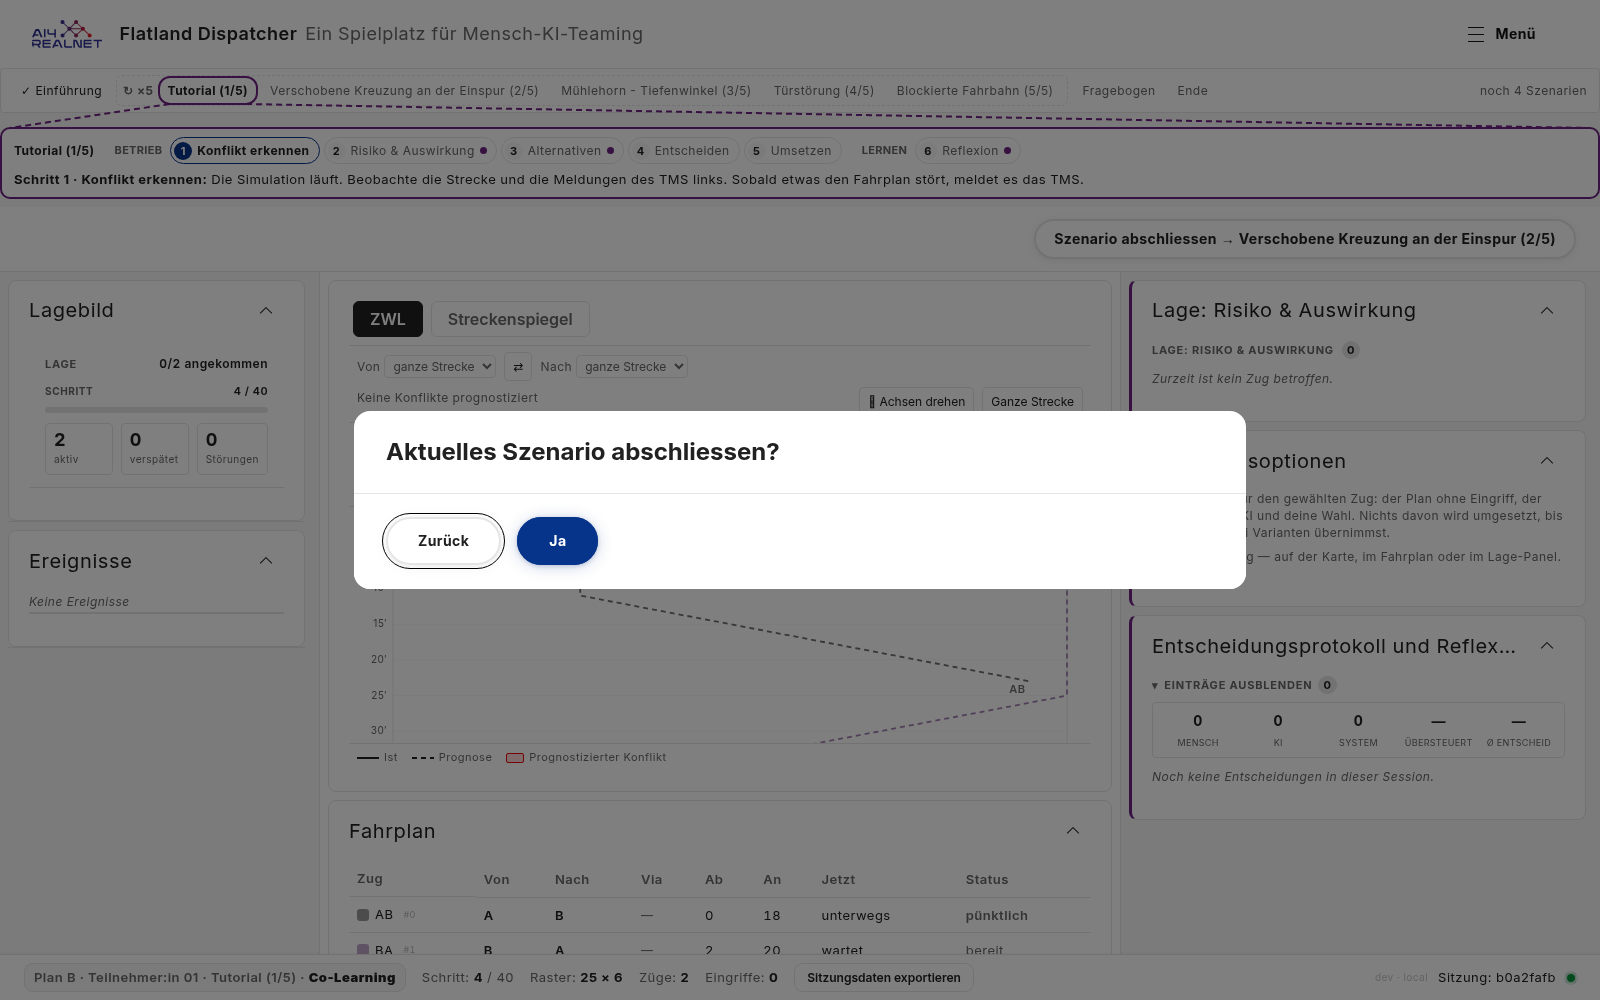 AI4 REALNET
Flatland Dispatcher Ein Spielplatz für Mensch-KI-Teaming
Menü
✓ Einführung ↻ ×5 Tutorial (1/5) Verschobene Kreuzung an der Einspur (2/5) Mühlehorn - Tiefenwinkel (3/5) Türstörung (4/5) Blockierte Fahrbahn (5/5) Fragebogen Ende noch 4 Szenarien
Tutorial (1/5) BETRIEB 1 Konflikt erkennen 2 Risiko & Auswirkung 3 Alternativen 4 Entscheiden 5 Umsetzen LERNEN 6 Reflexion
Schritt 1 · Konflikt erkennen: Die Simulation läuft. Beobachte die Strecke und die Meldungen des TMS links. Sobald etwas den Fahrplan stört, meldet es das TMS.
Szenario abschliessen → Verschobene Kreuzung an der Einspur (2/5)
Lagebild
LAGE 0/2 angekommen
SCHRITT 4 / 40
2 0 0
aktiv verspätet Störungen
Ereignisse
Keine Ereignisse
ZWL Streckenspiegel
Von ganze Strecke ⇄ Nach ganze Strecke
Keine Konflikte prognostiziert
Achsen drehen Ganze Strecke
Aktuelles Szenario abschliessen?
Zurück Ja
15'
20'
25'
30'
AB
Ist Prognose Prognostizierter Konflikt
Fahrplan
Zug Von Nach Via Ab An Jetzt Status
AB #0 A B — 0 18 unterwegs pünktlich
BA #1 B A — 2 20 wartet bereit
Lage: Risiko & Auswirkung
LAGE: RISIKO & AUSWIRKUNG 0
Zurzeit ist kein Zug betroffen.
soptionen
r den gewählten Zug: der Plan ohne Eingriff, der
KI und deine Wahl. Nichts davon wird umgesetzt, bis
Varianten übernimmst.
g — auf der Karte, im Fahrplan oder im Lage-Panel.
Entscheidungsprotokoll und Reflex...
▾ EINTRÄGE AUSBLENDEN 0
0 0 0 — —
MENSCH KI SYSTEM ÜBERSTEUERT Ø ENTSCHEID
Noch keine Entscheidungen in dieser Session.
Plan B · Teilnehmer:in 01 · Tutorial (1/5) · Co-Learning Schritt: 4 / 40 Raster: 25 × 6 Züge: 2 Eingriffe: 0 Sitzungsdaten exportieren dev · local Sitzung: b0a2fafb